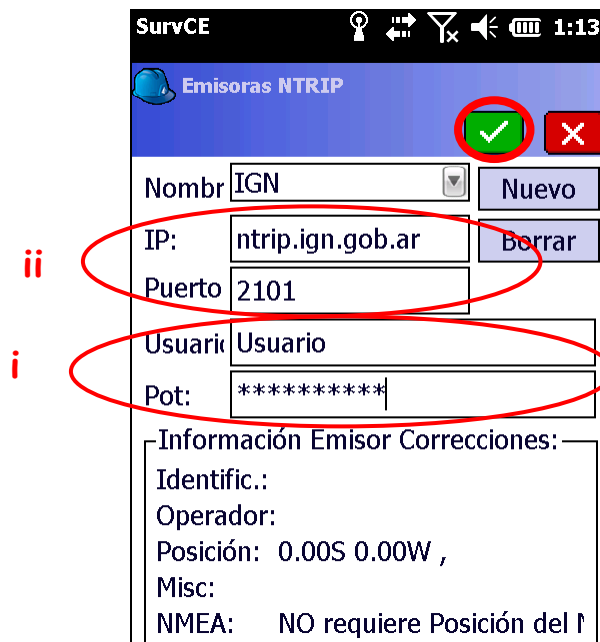 SurvCE 1:13
Emisoras NTRIP
Nombr IGN Nuevo
IP: ntrip.ign.gob.ar Borrar
ii
Puerto 2101
Usuari Usuario
i
Pot: **********
Información Emisor Correcciones:
Identific.:
Operador:
Posición: 0.00S 0.00W ,
Misc:
NMEA: NO requiere Posición del